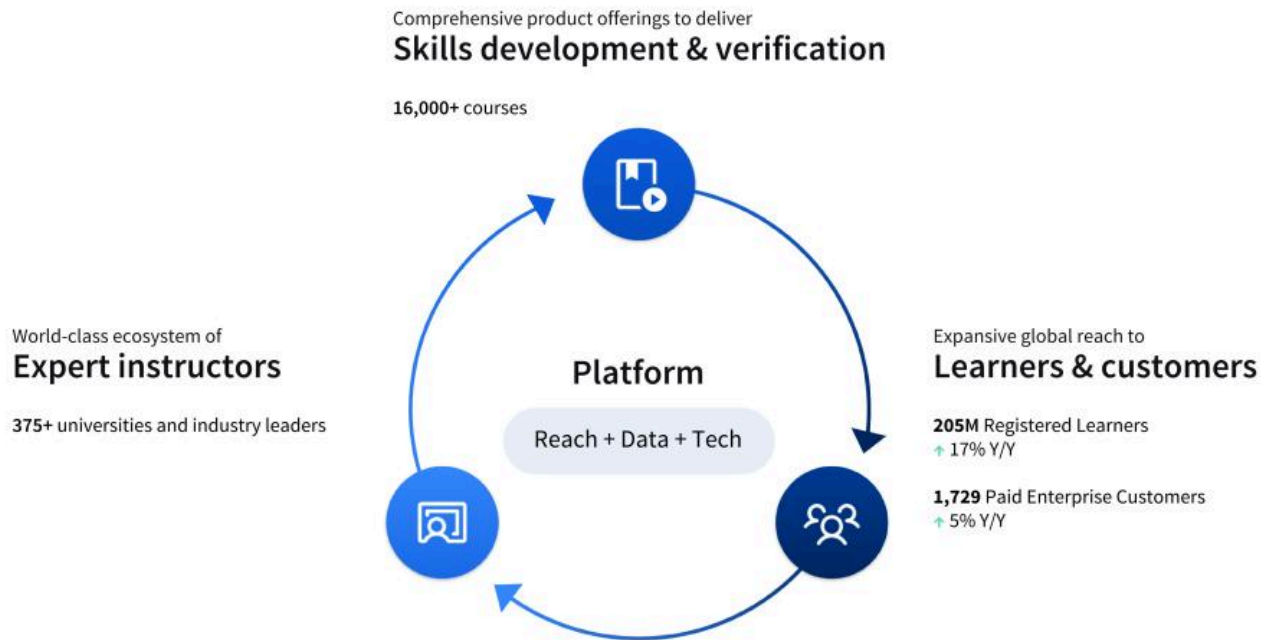 Comprehensive product offerings to deliver
Skills development & verification
16,000+ courses
World-class ecosystem of
Expert instructors
375+ universities and industry leaders
Platform
Reach + Data + Tech
Expansive global reach to
Learners & customers
205M Registered Learners
↑ 17% Y/Y
1,729 Paid Enterprise Customers
↑ 5% Y/Y